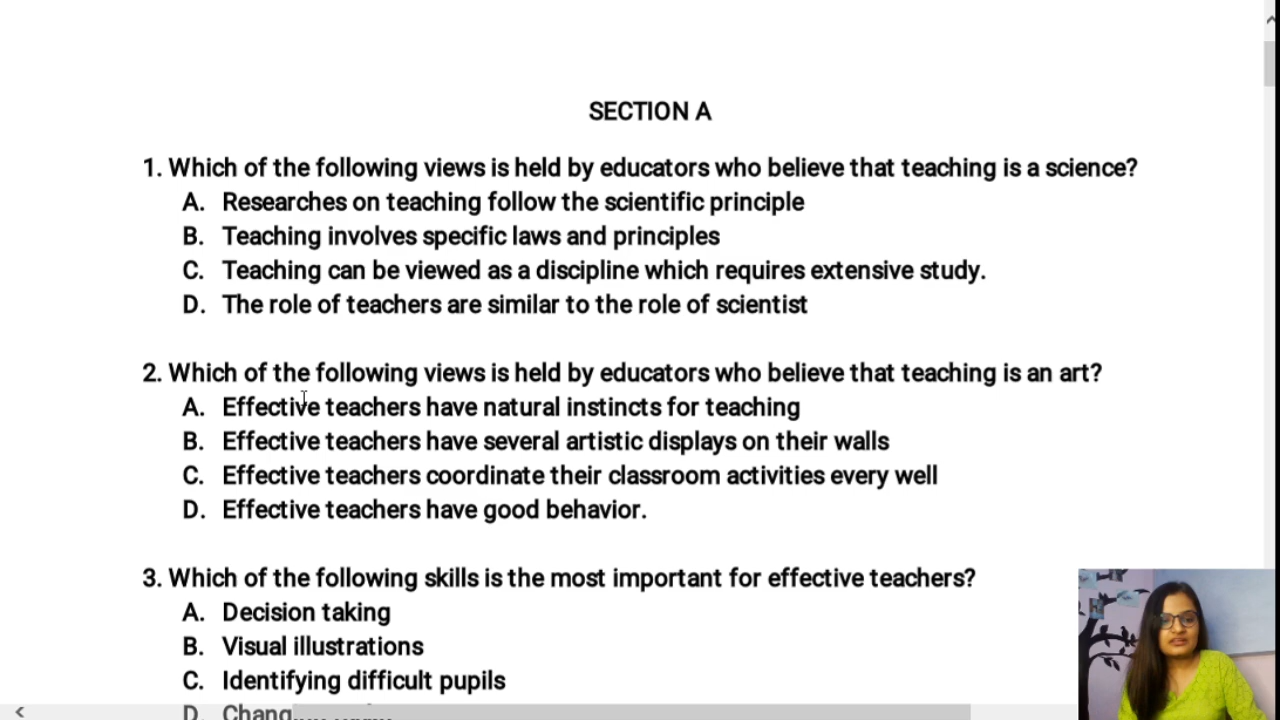 SECTION A
1. Which of the following views is held by educators who believe that teaching is a science?
A. Researches on teaching follow the scientific principle
B. Teaching involves specific laws and principles
C. Teaching can be viewed as a discipline which requires extensive study.
D. The role of teachers are similar to the role of scientist
2. Which of the following views is held by educators who believe that teaching is an art?
A. Effective teachers have natural instincts for teaching
B. Effective teachers have several artistic displays on their walls
C. Effective teachers coordinate their classroom activities every well
D. Effective teachers have good behavior.
3. Which of the following skills is the most important for effective teachers?
A. Decision taking
B. Visual illustrations
C. Identifying difficult pupils
D.